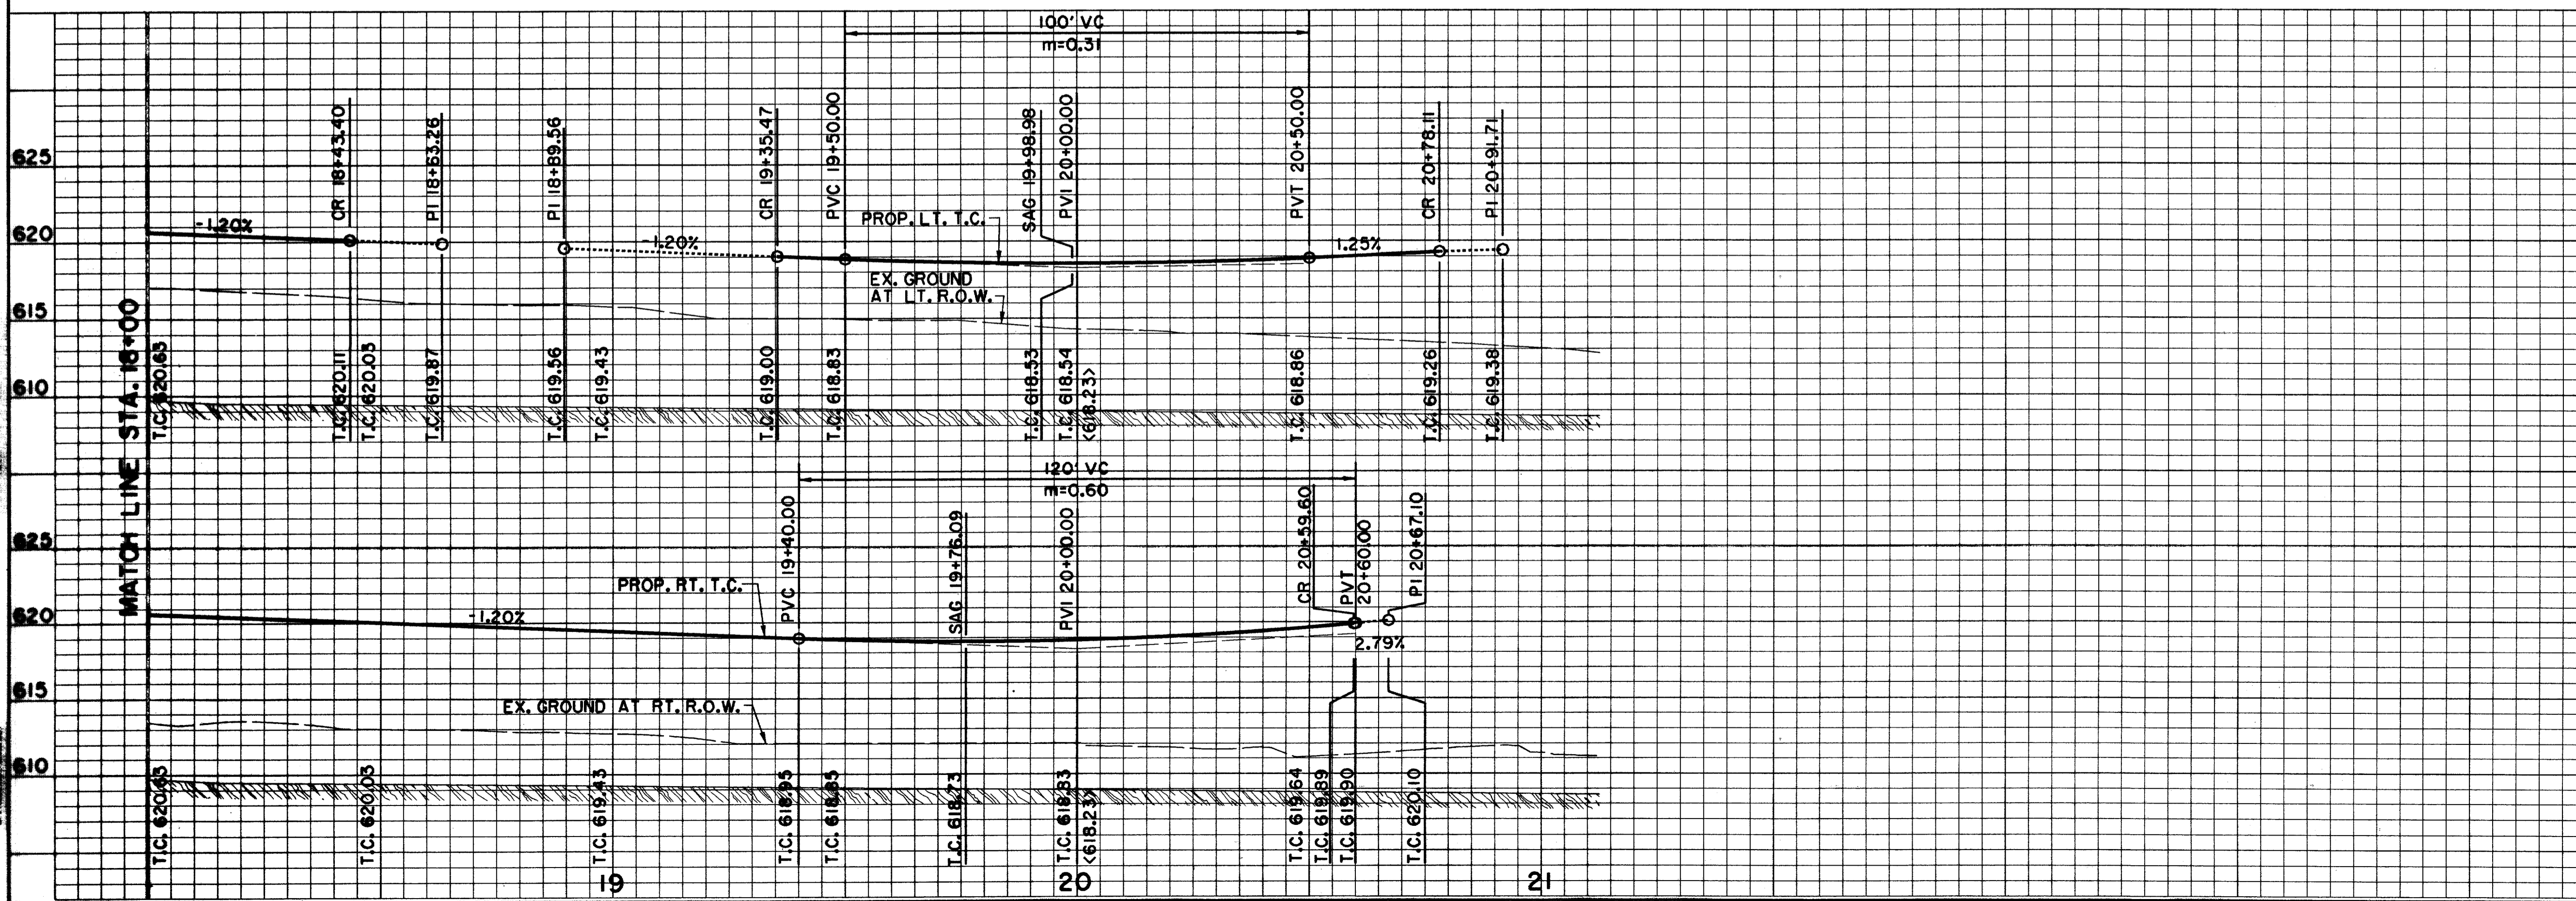 100' VC
m=0.31
CR 18+43.40
PI 18+63.26
PI 18+89.56
CR 19+35.47
PVC 19+50.00
SAG 19+98.98
PVI 20+00.00
PVT 20+50.00
CR 20+78.11
PI 20+91.71
625
620
615
610
-1.20%
-1.20%
PROP. LT. T.C.
1.25%
EX. GROUND
AT LT. R.O.W.
MATCH LINE STA. 18+00
T.C. 620.63
T.C. 620.11
T.C. 620.03
T.C. 619.87
T.C. 619.56
T.C. 619.43
T.C. 619.00
T.C. 618.83
T.C. 618.53
T.C. 618.54
<618.23>
T.C. 618.86
T.C. 619.26
T.C. 619.38
120' VC
m=0.60
PVC 19+40.00
SAG 19+76.09
PVI 20+00.00
CR 20+59.60
PVT
20+60.00
PI 20+67.10
625
620
615
610
PROP. RT. T.C.
-1.20%
2.79%
EX. GROUND AT RT. R.O.W.
T.C. 620.63
T.C. 620.03
T.C. 619.43
T.C. 618.95
T.C. 618.85
T.C. 618.73
T.C. 618.83
<618.23>
T.C. 619.64
T.C. 619.89
T.C. 619.90
T.C. 620.10
19
20
21